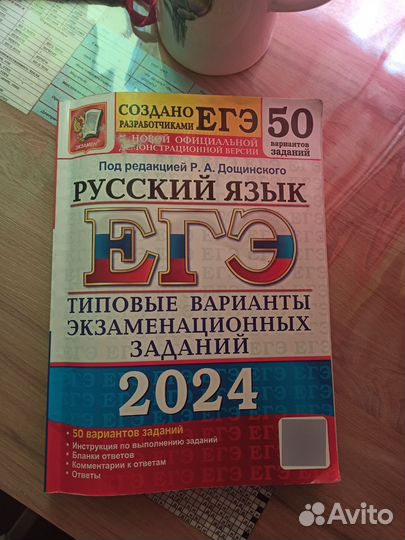 СОЗДАНО
РАЗРАБОТЧИКАМИ ЕГЭ
НОВОЙ ОФИЦИАЛЬНОЙ
ДЕМОНСТРАЦИОННОЙ ВЕРСИИ
50
вариантов
заданий
ЭКЗАМЕН
Под редакцией Р. А. Дощинского
РУССКИЙ ЯЗЫК
ЕГЭ
ТИПОВЫЕ ВАРИАНТЫ
ЭКЗАМЕНАЦИОННЫХ
ЗАДАНИЙ
2024
• 50 вариантов заданий
• Инструкция по выполнению заданий
• Бланки ответов
• Комментарии к ответам
• Ответы
Avito